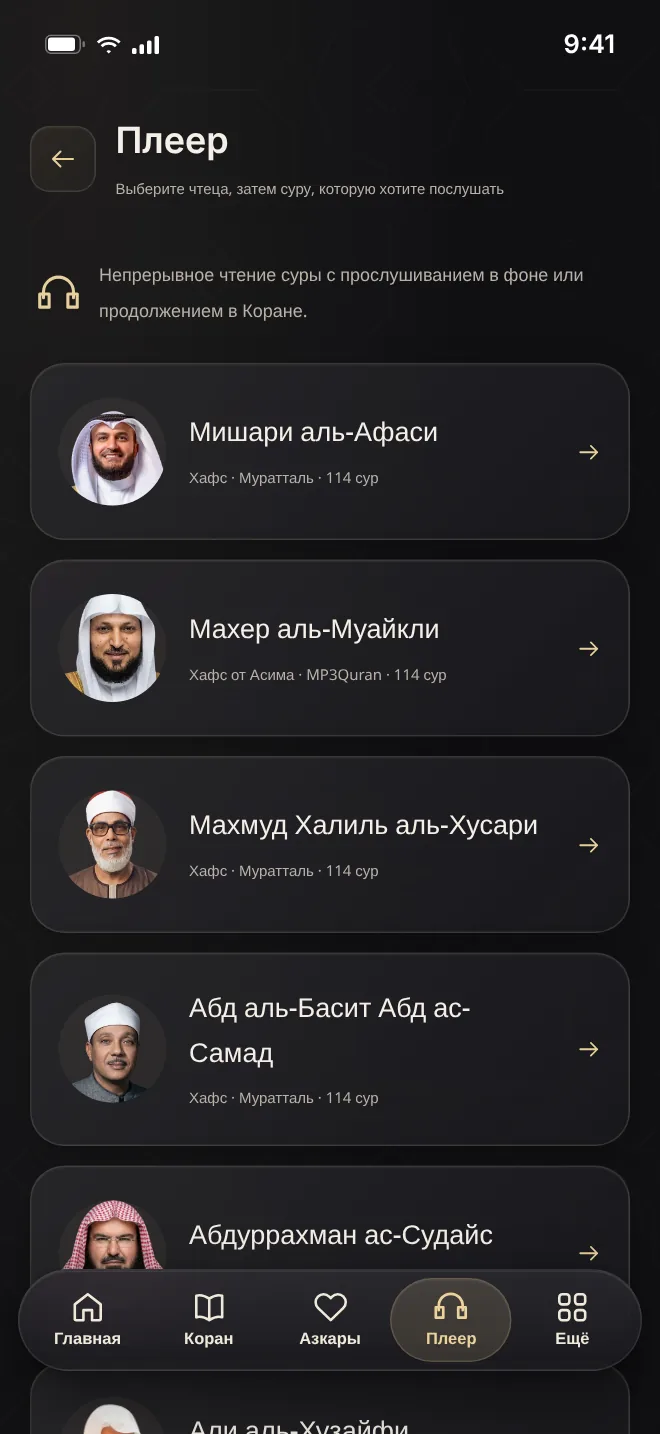 9:41
Плеер
Выберите чтеца, затем суру, которую хотите послушать
Непрерывное чтение суры с прослушиванием в фоне или
продолжением в Коране.
Мишари аль-Афаси
Хафс · Муратталь · 114 сур
Махер аль-Муайкли
Хафс от Асима · MP3Quran · 114 сур
Махмуд Халиль аль-Хусари
Хафс · Муратталь · 114 сур
Абд аль-Басит Абд ас-
Самад
Хафс · Муратталь · 114 сур
Абдуррахман ас-Судайс
Главная
Коран
Азкары
Плеер
Ещё
Али аль-Хузайфи